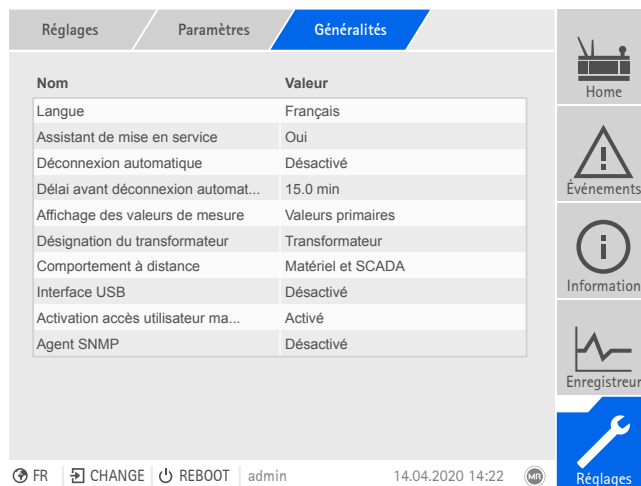 Réglages Paramètres Généralités
Nom Valeur
Langue Français
Assistant de mise en service Oui
Déconnexion automatique Désactivé
Délai avant déconnexion automat... 15.0 min
Affichage des valeurs de mesure Valeurs primaires
Désignation du transformateur Transformateur
Comportement à distance Matériel et SCADA
Interface USB Désactivé
Activation accès utilisateur ma... Activé
Agent SNMP Désactivé
Home
Événements
Information
Enregistreur
Réglages
FR CHANGE REBOOT admin 14.04.2020 14:22 MR